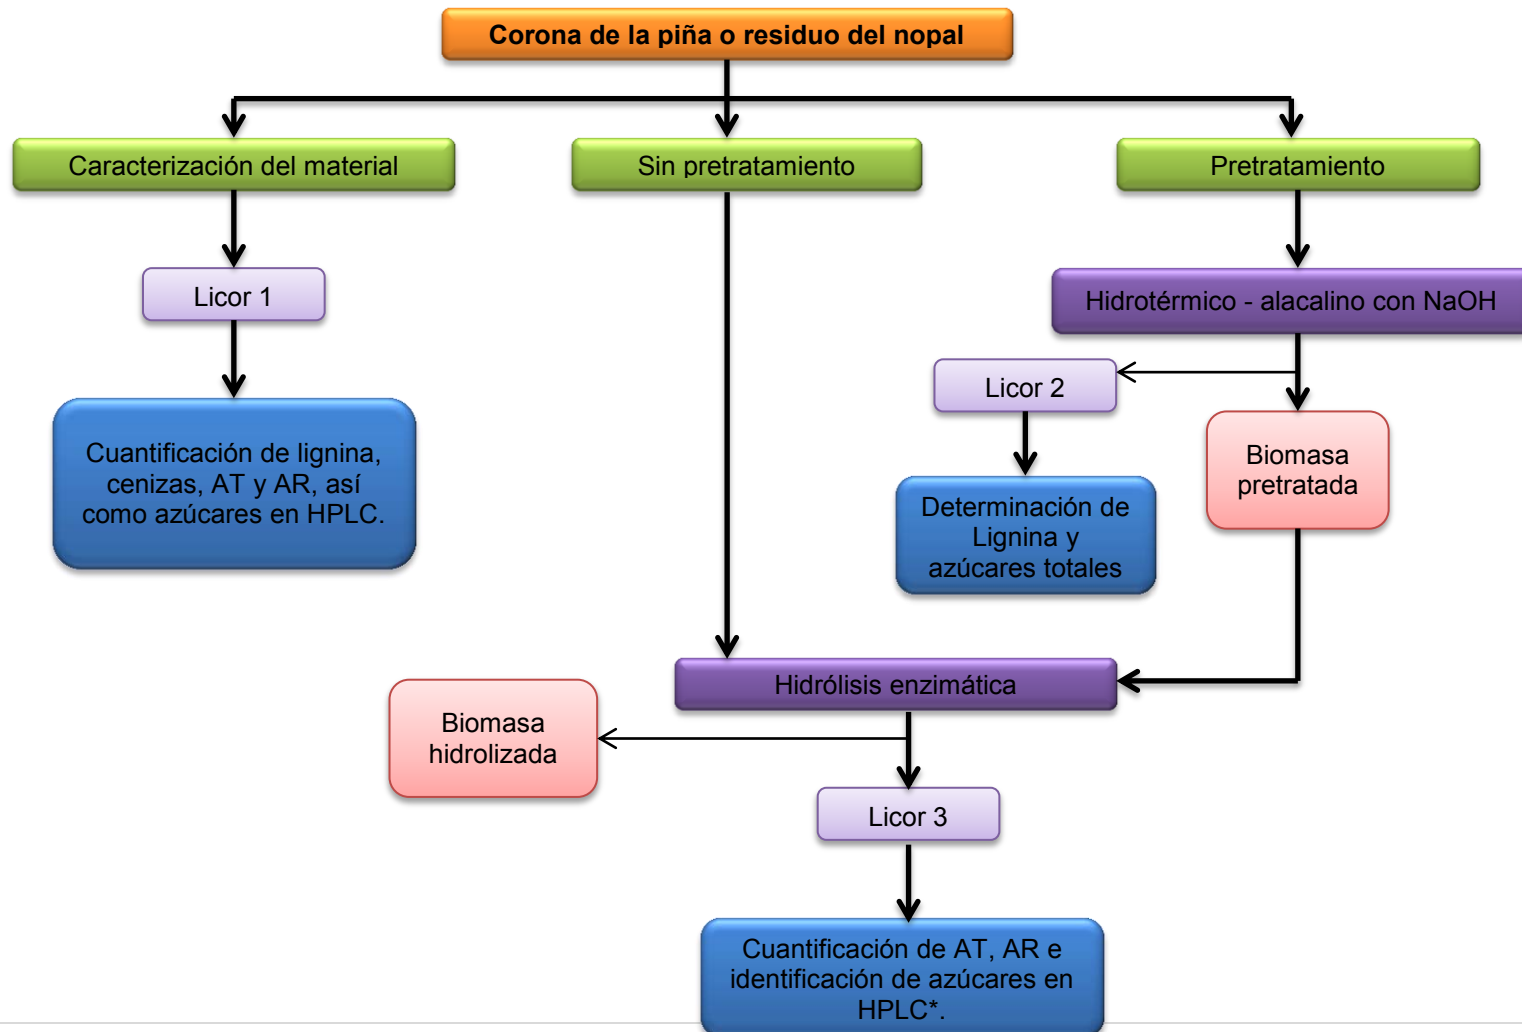 Corona de la piña o residuo del nopal
Caracterización del material
Sin pretratamiento
Pretratamiento
Licor 1
Hidrotérmico - alacalino con NaOH
Licor 2
Cuantificación de lignina,
cenizas, AT y AR, así
como azúcares en HPLC.
Biomasa
pretratada
Determinación de
Lignina y
azúcares totales
Hidrólisis enzimática
Biomasa
hidrolizada
Licor 3
Cuantificación de AT, AR e
identificación de azúcares en
HPLC*.